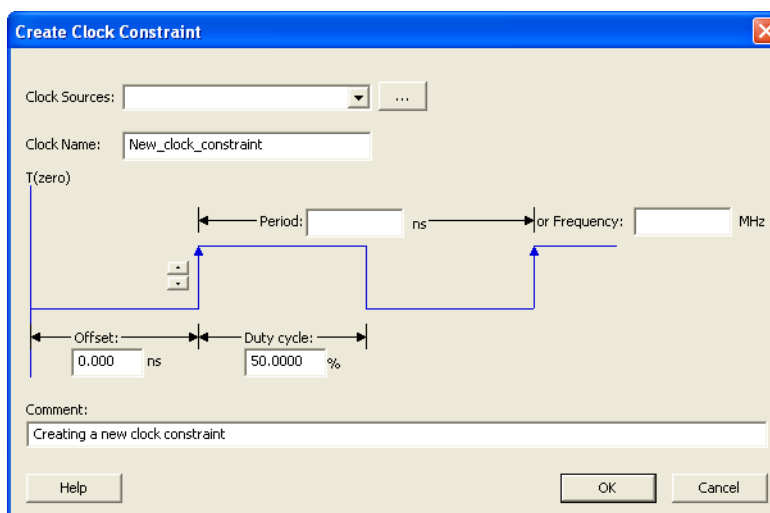 Create Clock Constraint
Clock Sources:
...
Clock Name: New_clock_constraint
T(zero)
Period: ns or Frequency: MHz
Offset: Duty cycle:
0.000 ns 50.0000 %
Comment:
Creating a new clock constraint
Help OK Cancel